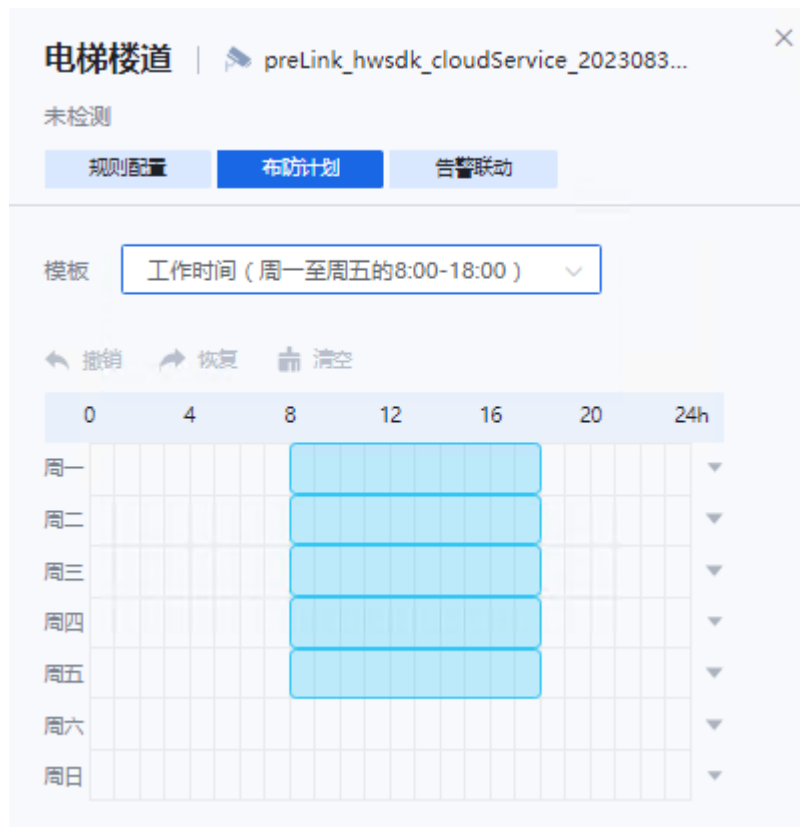 电梯楼道 preLink_hwsdk_cloudService_2023083...
未检测
规则配置 布防计划 告警联动
模板 工作时间（周一至周五的8:00-18:00）
撤销 恢复 清空
0 4 8 12 16 20 24h
周一
周二
周三
周四
周五
周六
周日